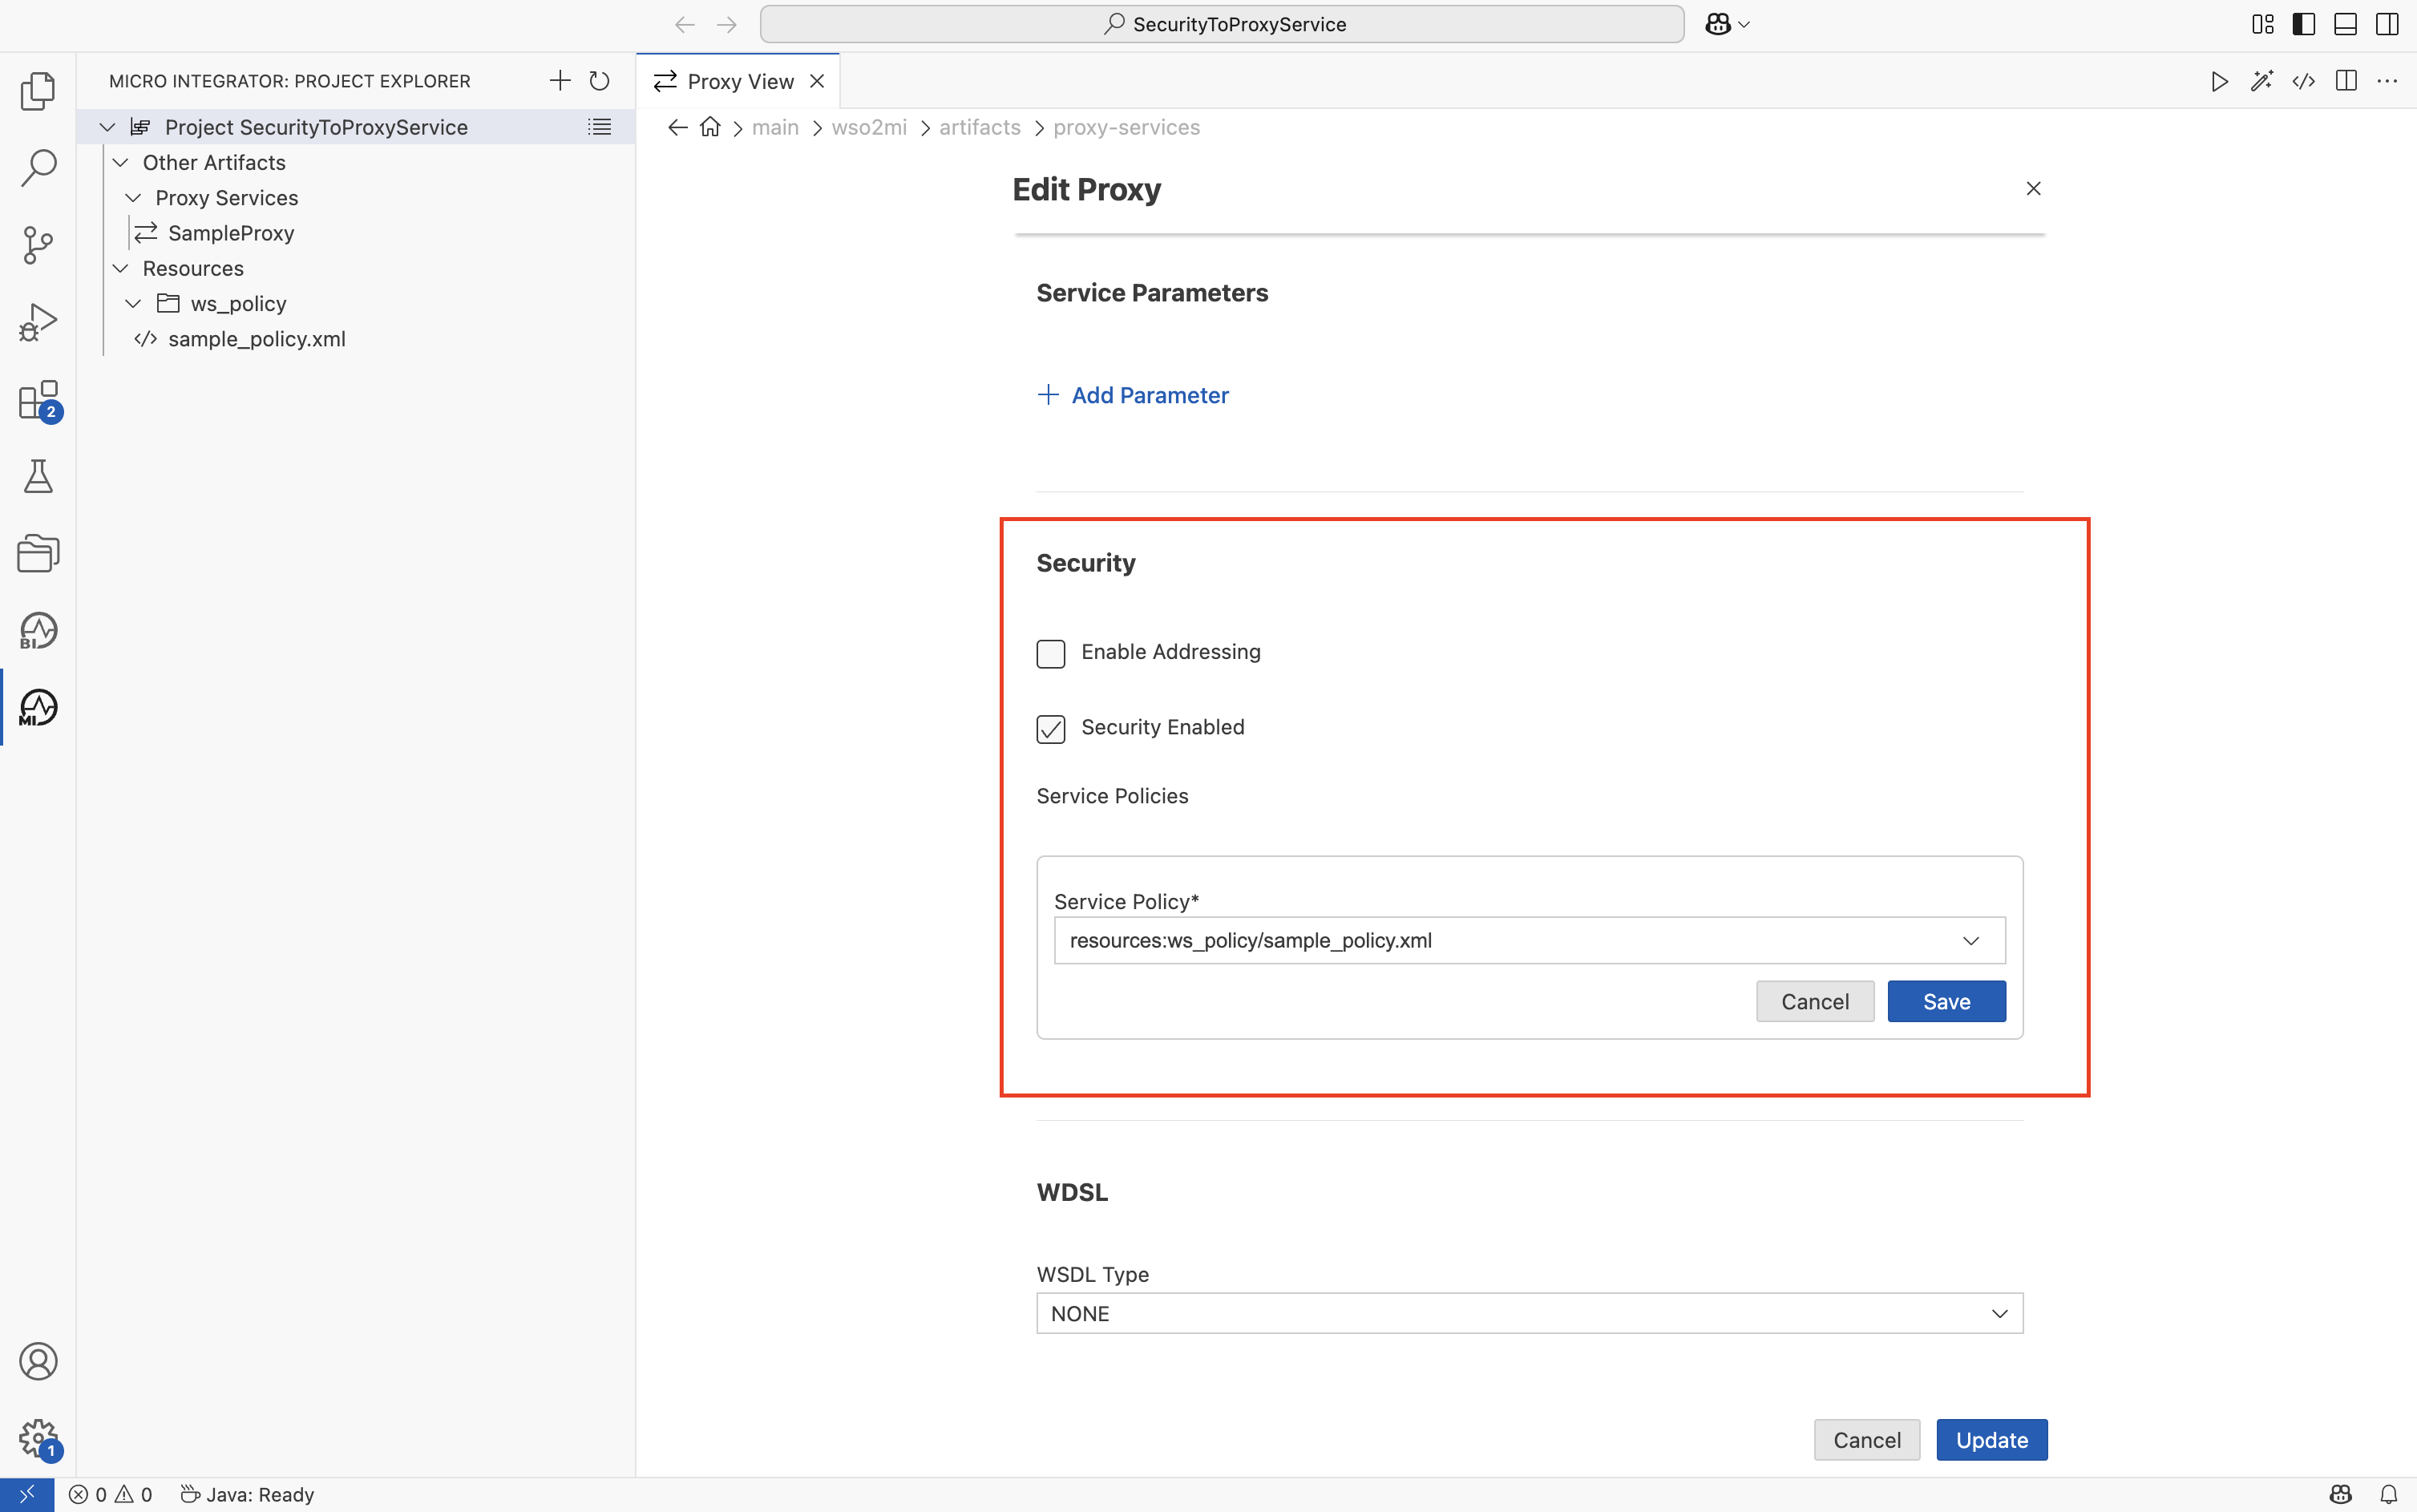 SecurityToProxyService
MICRO INTEGRATOR: PROJECT EXPLORER
Project SecurityToProxyService
Other Artifacts
Proxy Services
SampleProxy
Resources
ws_policy
sample_policy.xml
2
BI
MI
1
Proxy View
main
wso2mi
artifacts
proxy-services
Edit Proxy
Service Parameters
Add Parameter
Security
Enable Addressing
Security Enabled
Service Policies
Service Policy*
resources:ws_policy/sample_policy.xml
Cancel
Save
WDSL
WSDL Type
NONE
Cancel
Update
0
0
Java: Ready